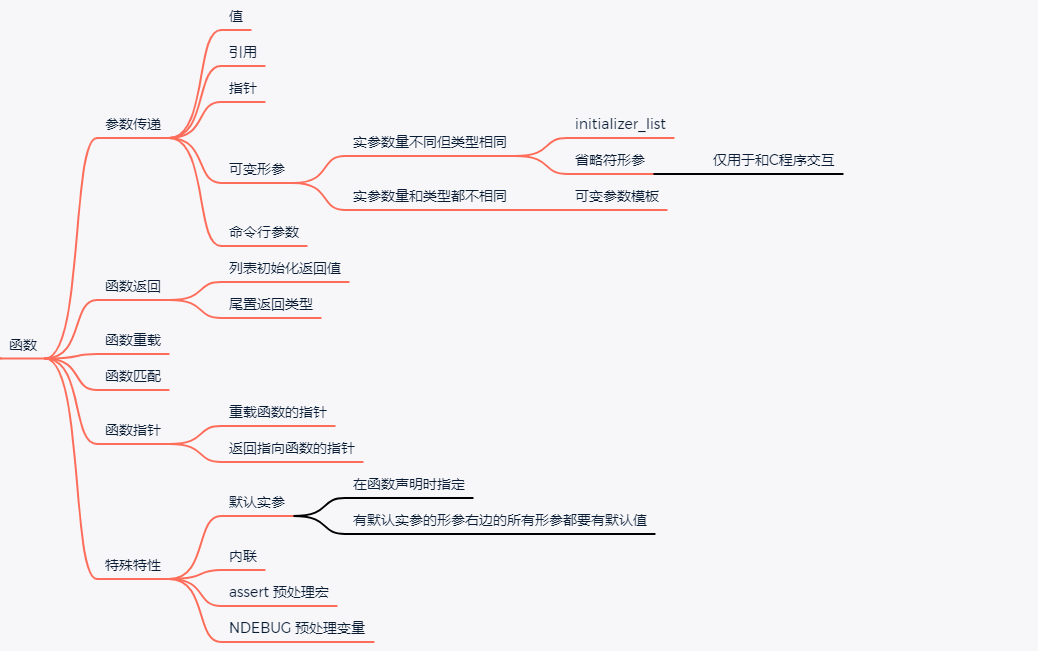 函数
参数传递
值
引用
指针
可变形参
实参数量不同但类型相同
initializer_list
省略符形参
仅用于和C程序交互
实参数量和类型都不相同
可变参数模板
命令行参数
函数返回
列表初始化返回值
尾置返回类型
函数重载
函数匹配
函数指针
重载函数的指针
返回指向函数的指针
特殊特性
默认实参
在函数声明时指定
有默认实参的形参右边的所有形参都要有默认值
内联
assert 预处理宏
NDEBUG 预处理变量